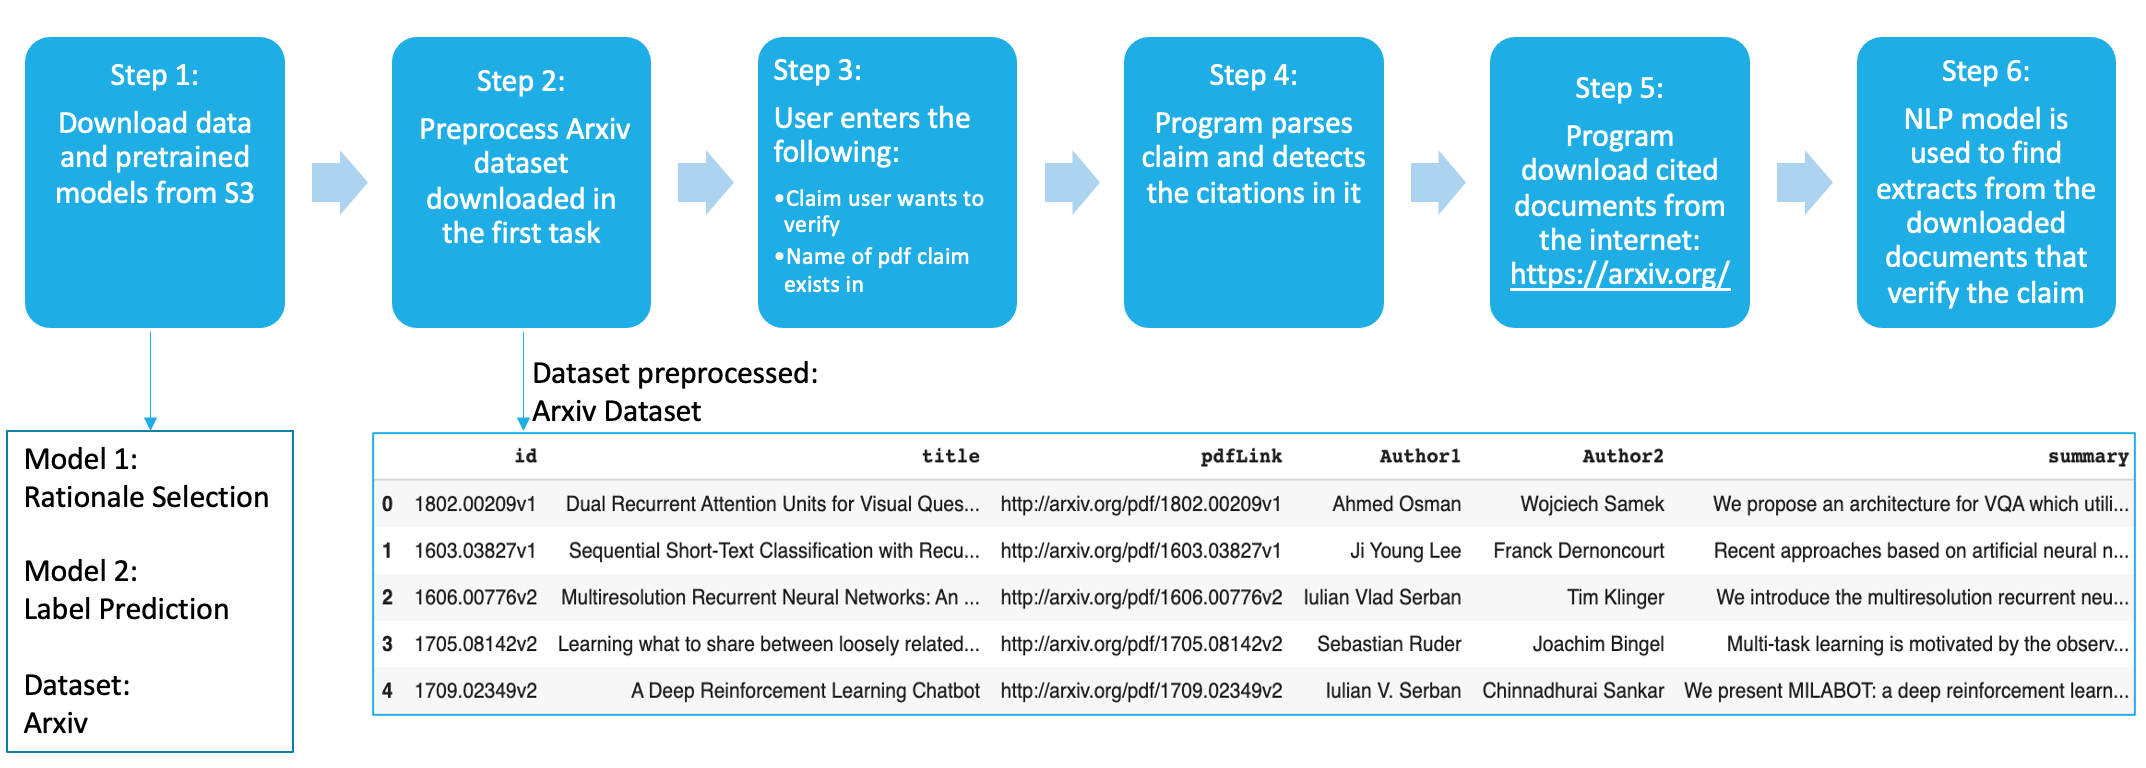 Step 1:
Download data
and pretrained
models from S3
Step 2:
Preprocess Arxiv
dataset
downloaded in
the first task
Step 3:
User enters the
following:
•Claim user wants to
verify
•Name of pdf claim
exists in
Step 4:
Program parses
claim and detects
the citations in it
Step 5:
Program
download cited
documents from
the internet:
https://arxiv.org/
Step 6:
NLP model is
used to find
extracts from the
downloaded
documents that
verify the claim
Model 1:
Rationale Selection
Model 2:
Label Prediction
Dataset:
Arxiv
Dataset preprocessed:
Arxiv Dataset
id title pdfLink Author1 Author2 summary
0 1802.00209v1 Dual Recurrent Attention Units for Visual Ques... http://arxiv.org/pdf/1802.00209v1 Ahmed Osman Wojciech Samek We propose an architecture for VQA which utili...
1 1603.03827v1 Sequential Short-Text Classification with Recu... http://arxiv.org/pdf/1603.03827v1 Ji Young Lee Franck Dernoncourt Recent approaches based on artificial neural n...
2 1606.00776v2 Multiresolution Recurrent Neural Networks: An ... http://arxiv.org/pdf/1606.00776v2 Iulian Vlad Serban Tim Klinger We introduce the multiresolution recurrent neu...
3 1705.08142v2 Learning what to share between loosely related... http://arxiv.org/pdf/1705.08142v2 Sebastian Ruder Joachim Bingel Multi-task learning is motivated by the observ...
4 1709.02349v2 A Deep Reinforcement Learning Chatbot http://arxiv.org/pdf/1709.02349v2 Iulian V. Serban Chinnadhurai Sankar We present MILABOT: a deep reinforcement learn...